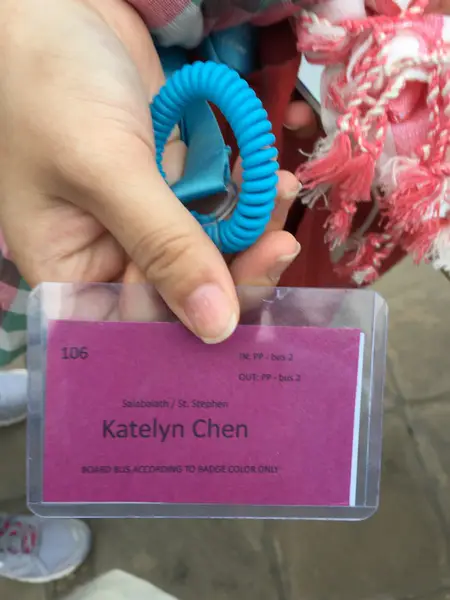 106
IN: PP - bus 2
OUT: PP - bus 2
Salaboloth / St. Stephen
Katelyn Chen
BOARD BUS ACCORDING TO BADGE COLOR ONLY